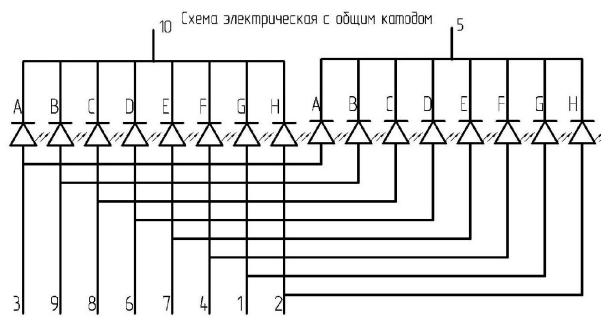 Схема электрическая с общим катодом
10
5
A B C D E F G H A B C D E F G H
3 9 8 6 7 4 1 2